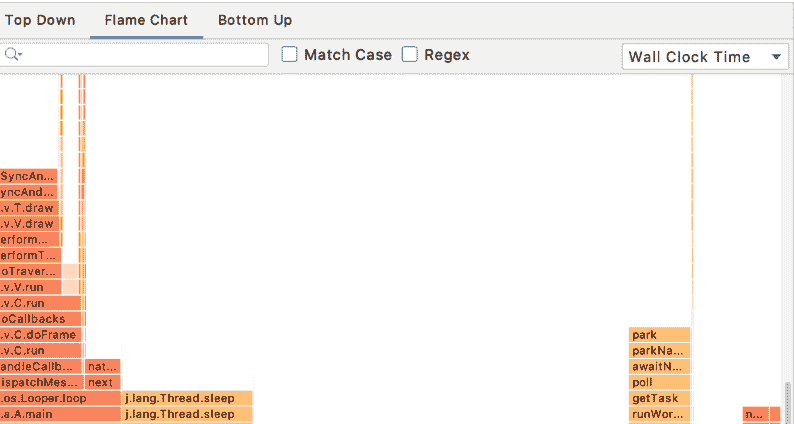 Top Down Flame Chart Bottom Up
Match Case Regex Wall Clock Time
SyncAn...
yncAnd...
.v.T.draw
.v.V.draw
erform...
erformT...
oTraver...
.v.V.run
.v.C.run
oCallbacks
.v.C.doFrame park
.v.C.run parkNa...
andleCallb... nat... awaitN...
ispatchMes... next poll
.os.Looper.loop j.lang.Thread.sleep getTask
.a.A.main j.lang.Thread.sleep runWor... n...